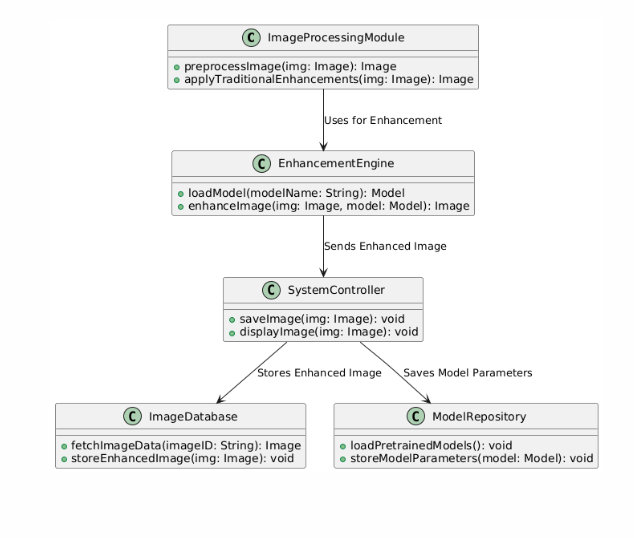 C ImageProcessingModule
preprocessImage(img: Image): Image
applyTraditionalEnhancements(img: Image): Image
Uses for Enhancement
C EnhancementEngine
loadModel(modelName: String): Model
enhanceImage(img: Image, model: Model): Image
Sends Enhanced Image
C SystemController
saveImage(img: Image): void
displayImage(img: Image): void
Stores Enhanced Image
Saves Model Parameters
C ImageDatabase
fetchImageData(imageID: String): Image
storeEnhancedImage(img: Image): void
C ModelRepository
loadPretrainedModels(): void
storeModelParameters(model: Model): void